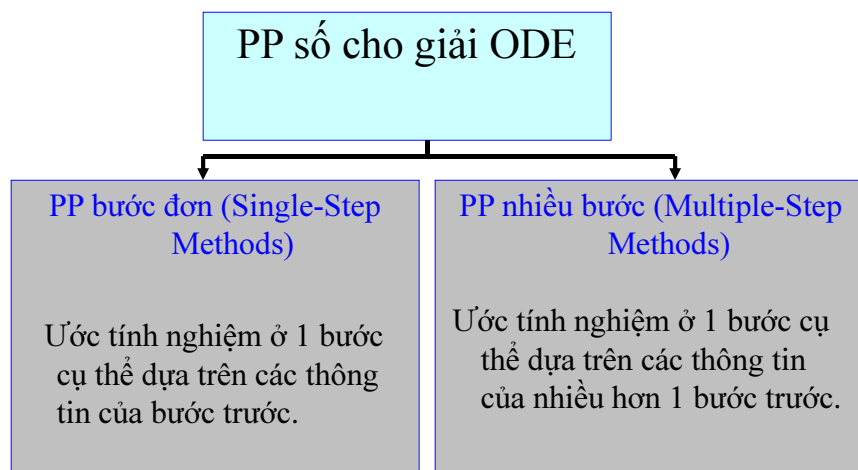 PP số cho giải ODE
PP bước đơn (Single-Step
Methods)
Ước tính nghiệm ở 1 bước
cụ thể dựa trên các thông
tin của bước trước.
PP nhiều bước (Multiple-Step
Methods)
Ước tính nghiệm ở 1 bước cụ
thể dựa trên các thông tin
của nhiều hơn 1 bước trước.